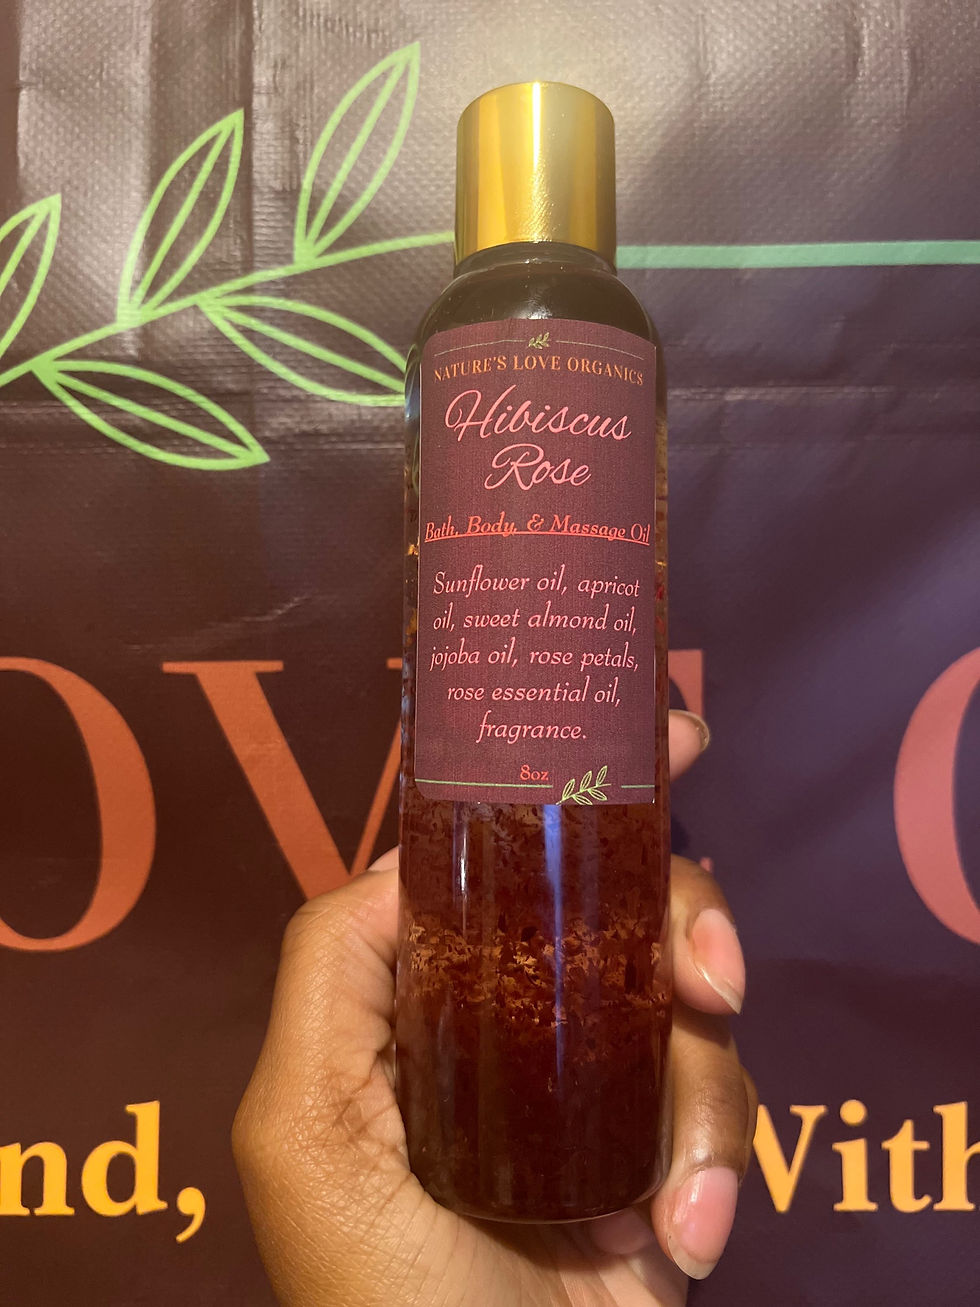 NATURE'S LOVE ORGANICS
Hibiscus
Rose
Bath, Body, & Massage Oil
Sunflower oil, apricot
oil, sweet almond oil,
jojoba oil, rose petals,
rose essential oil,
fragrance.
8oz
OVE O
nd, With